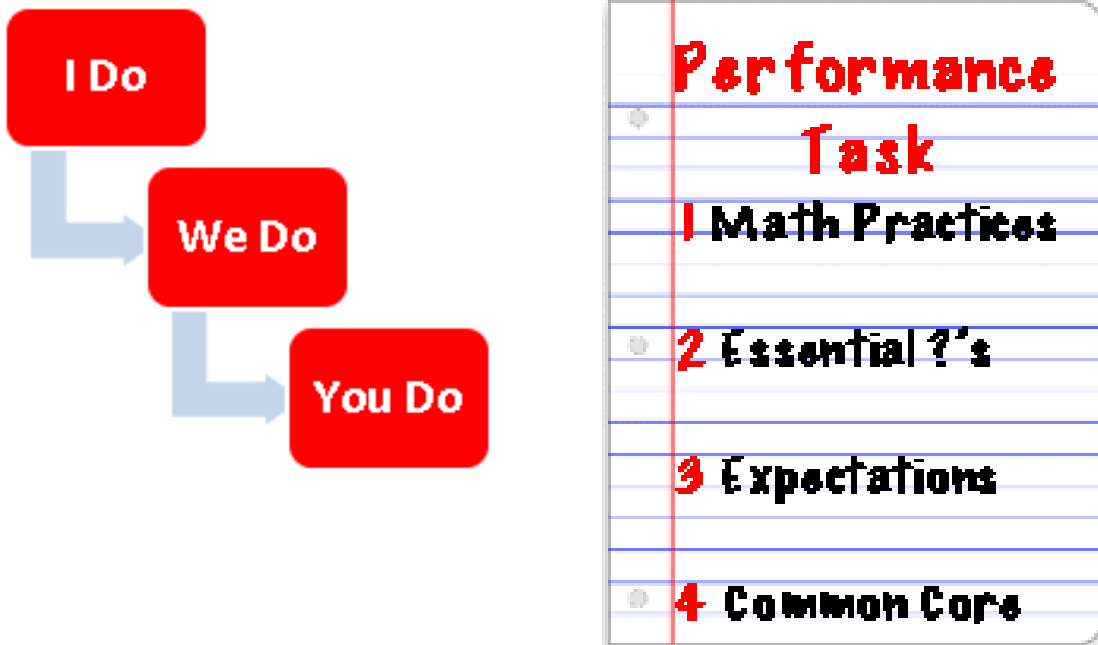 I Do
We Do
You Do
Performance
Task
1 Math Practices
2 Essential ?'s
3 Expectations
4 Common Core